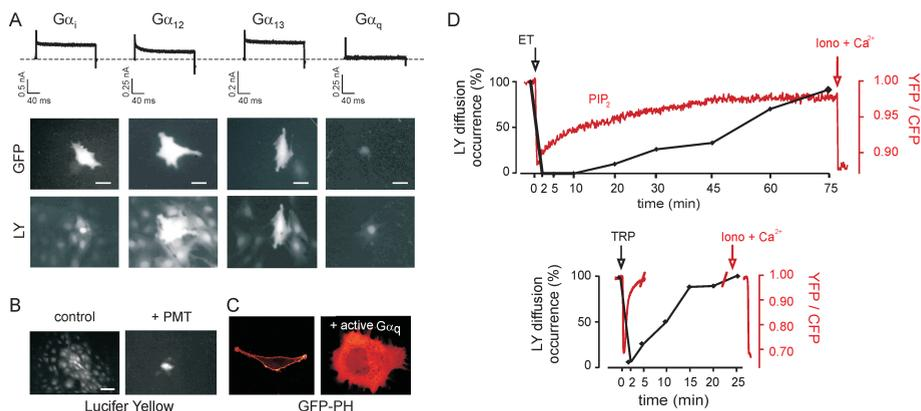 A
Gαi
Gα12
Gα13
Gαq
0.5 nA
40 ms
0.25 nA
40 ms
0.2 nA
40 ms
0.25 nA
40 ms
GFP
LY
B
control
+ PMT
Lucifer Yellow
C
+ active Gαq
GFP-PH
D
ET
Iono + Ca2+
LY diffusion
occurrence (%)
100
50
0
PIP2
1.00
0.95
0.90
YFP / CFP
0 2 5 10 20 30 45 60 75
time (min)
TRP
Iono + Ca2+
LY diffusion
occurrence (%)
100
50
0
1.00
0.90
0.80
0.70
YFP / CFP
0 2 5 10 15 20 25
time (min)